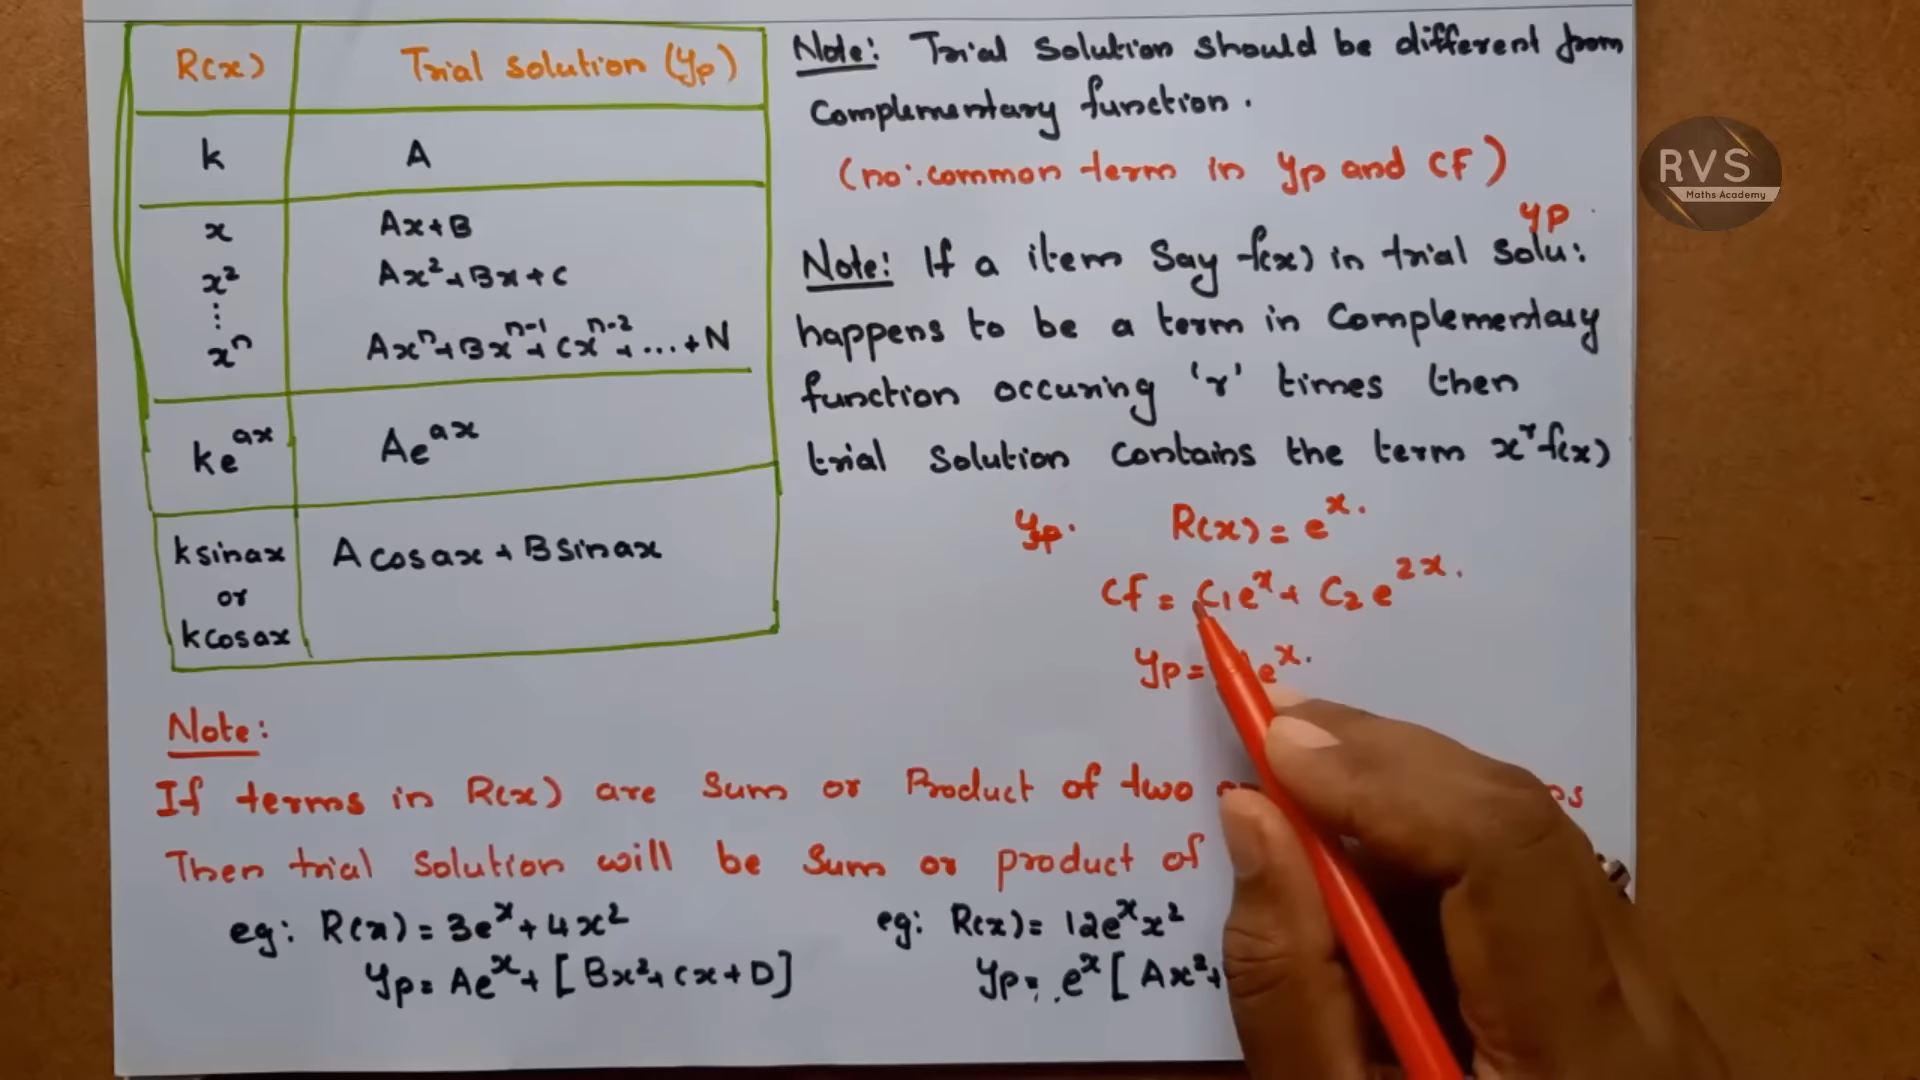 R(x) Trial solution (yp)
k A
x Ax+B
x² Ax²+Bx+C
⋮
xⁿ Axⁿ+Bxⁿ⁻¹+Cxⁿ⁻²+...+N
ke^ax Ae^ax
ksinax A cosax + B sinax
or
kcosax
Note: Trial solution should be different from
Complementary function.
(no: common term in yp and CF)
yp
Note: If a item say f(x) in trial solu:
happens to be a term in Complementary
function occuring 'r' times then
trial solution contains the term x^r f(x)
yp. R(x) = e^x.
CF = C₁e^x + C₂e^2x.
yp = e^x.
Note:
If terms in R(x) are sum or Product of two
Then trial solution will be sum or product of
eg: R(x) = 3e^x + 4x²
yp = Ae^x + [Bx²+Cx+D]
eg: R(x) = 12e^x x²
yp = e^x [Ax²+
RVS
Maths Academy